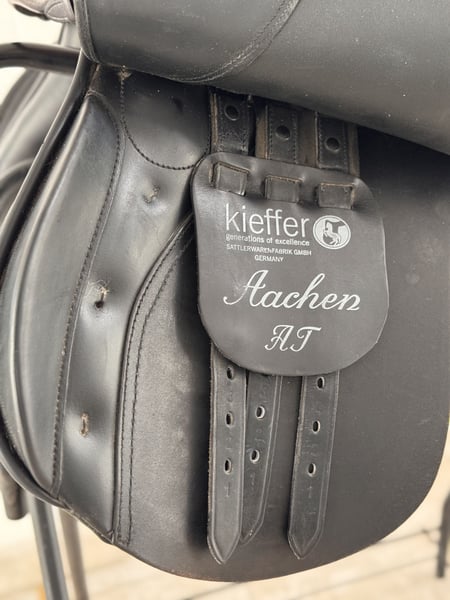 kieffer
generations of excellence
SATTLERWARENFABRIK GMBH
GERMANY
Aachen
AT